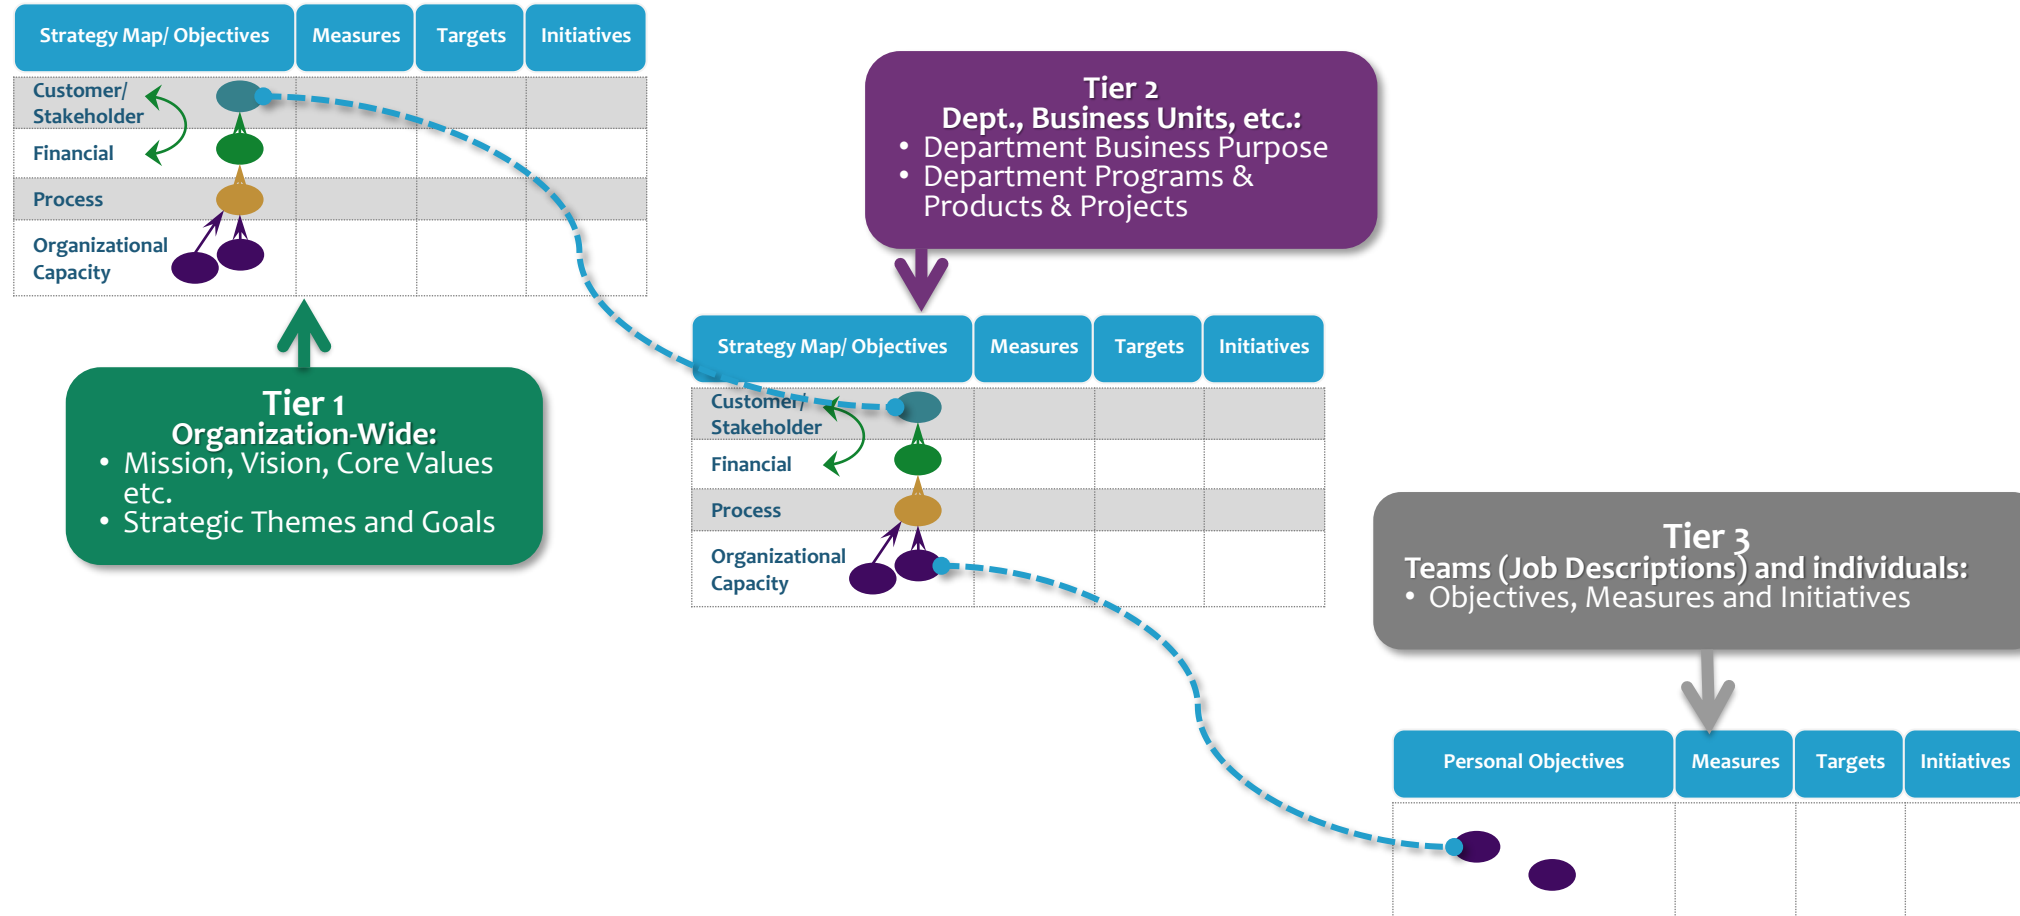 Strategy Map/ Objectives
Measures
Targets
Initiatives
Customer/
Stakeholder
Financial
Process
Organizational
Capacity
Tier 1
Organization-Wide:
• Mission, Vision, Core Values
etc.
• Strategic Themes and Goals
Tier 2
Dept., Business Units, etc.:
• Department Business Purpose
• Department Programs &
Products & Projects
Strategy Map/ Objectives
Measures
Targets
Initiatives
Customer/
Stakeholder
Financial
Process
Organizational
Capacity
Tier 3
Teams (Job Descriptions) and individuals:
• Objectives, Measures and Initiatives
Personal Objectives
Measures
Targets
Initiatives